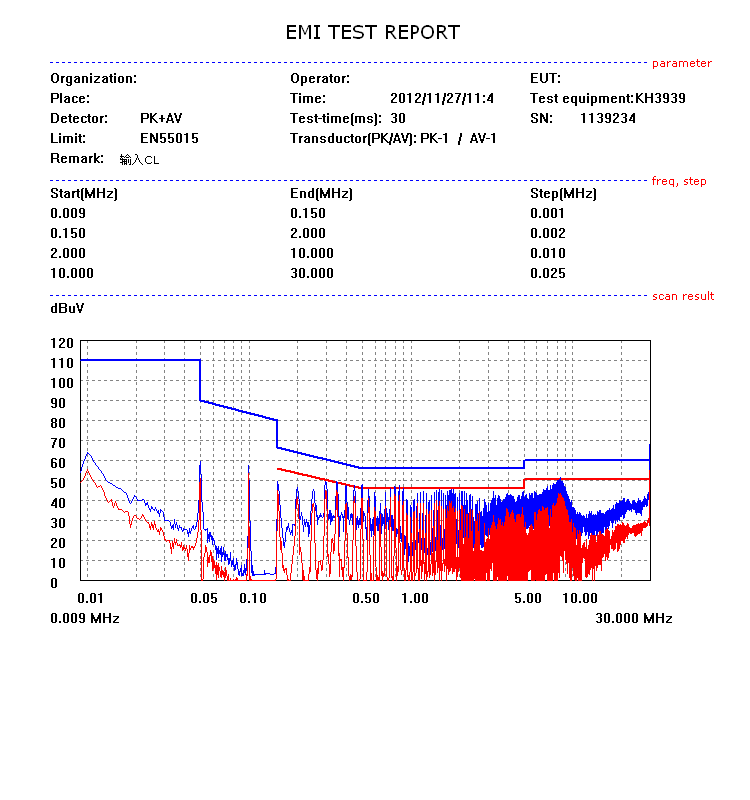 EMI TEST REPORT
parameter
Organization: Operator: EUT:
Place: Time: 2012/11/27/11:4 Test equipment:KH3939
Detector: PK+AV Test-time(ms): 30 SN: 1139234
Limit: EN55015 Transductor(PK/AV): PK-1 / AV-1
Remark: 输入CL
freq, step
Start(MHz) End(MHz) Step(MHz)
0.009 0.150 0.001
0.150 2.000 0.002
2.000 10.000 0.010
10.000 30.000 0.025
scan result
dBuV
120
110
100
90
80
70
60
50
40
30
20
10
0
0.01 0.05 0.10 0.50 1.00 5.00 10.00
0.009 MHz 30.000 MHz